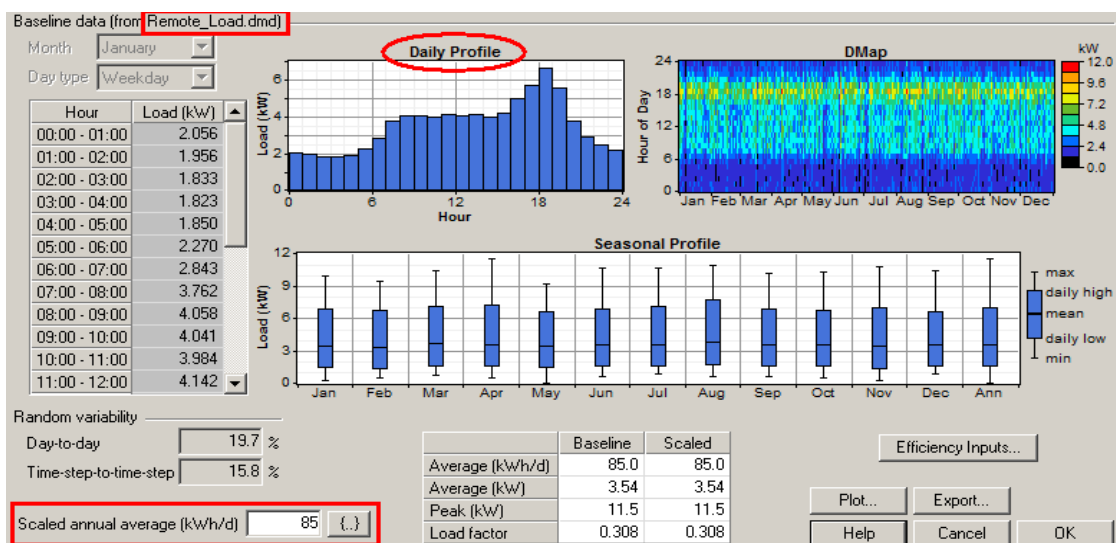 Baseline data (from Remote_Load.dmd)
Month January
Day type Weekday
Hour Load (kW)
00:00 - 01:00 2.056
01:00 - 02:00 1.956
02:00 - 03:00 1.833
03:00 - 04:00 1.823
04:00 - 05:00 1.850
05:00 - 06:00 2.270
06:00 - 07:00 2.843
07:00 - 08:00 3.762
08:00 - 09:00 4.058
09:00 - 10:00 4.041
10:00 - 11:00 3.984
11:00 - 12:00 4.142
Daily Profile
Load (kW)
6
4
2
0
0 6 12 18 24
Hour
DMap
Hour of Day
24
18
12
6
0
Jan Feb Mar Apr May Jun Jul Aug Sep Oct Nov Dec
kW
12.0
9.6
7.2
4.8
2.4
0.0
Seasonal Profile
Load (kW)
12
9
6
3
0
Jan Feb Mar Apr May Jun Jul Aug Sep Oct Nov Dec Ann
max
daily high
mean
daily low
min
Random variability
Day-to-day 19.7 %
Time-step-to-time-step 15.8 %
Scaled annual average (kWh/d) 85 {..}
Baseline Scaled
Average (kWh/d) 85.0 85.0
Average (kW) 3.54 3.54
Peak (kW) 11.5 11.5
Load factor 0.308 0.308
Efficiency Inputs...
Plot... Export...
Help Cancel OK